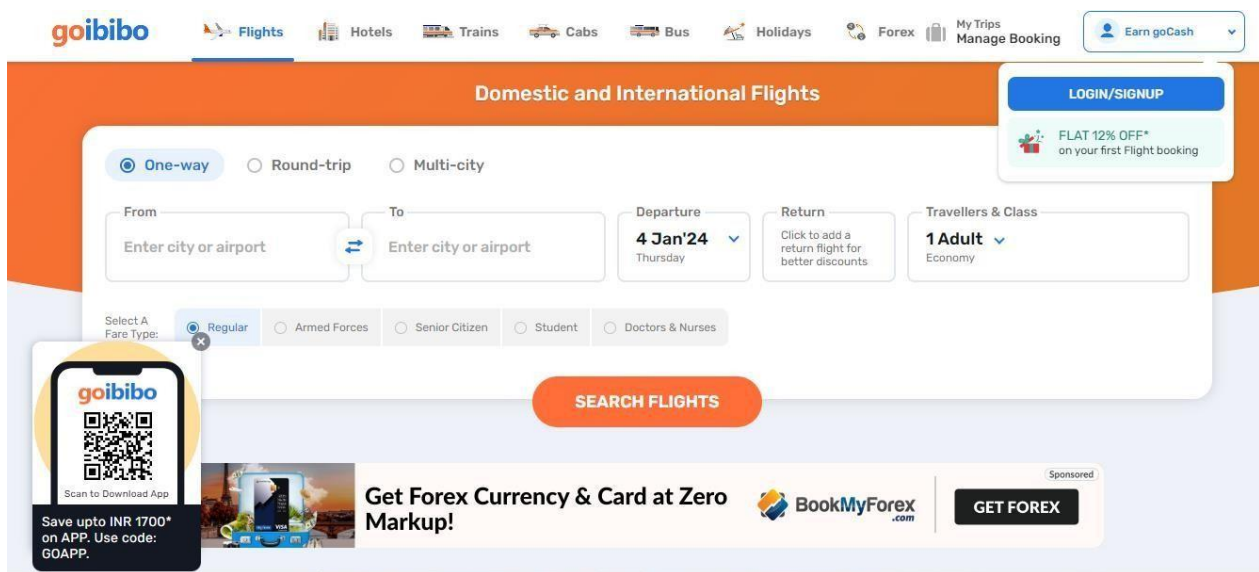 goibibo
Flights
Hotels
Trains
Cabs
Bus
Holidays
Forex
My Trips
Manage Booking
Earn goCash
Domestic and International Flights
LOGIN/SIGNUP
FLAT 12% OFF*
on your first Flight booking
One-way
Round-trip
Multi-city
From
Enter city or airport
To
Enter city or airport
Departure
4 Jan'24
Thursday
Return
Click to add a
return flight for
better discounts
Travellers & Class
1 Adult
Economy
Select A
Fare Type:
Regular
Armed Forces
Senior Citizen
Student
Doctors & Nurses
SEARCH FLIGHTS
goibibo
Scan to Download App
Save upto INR 1700*
on APP. Use code:
GOAPP.
VISA
Get Forex Currency & Card at Zero
Markup!
BookMyForex
.com
Sponsored
GET FOREX